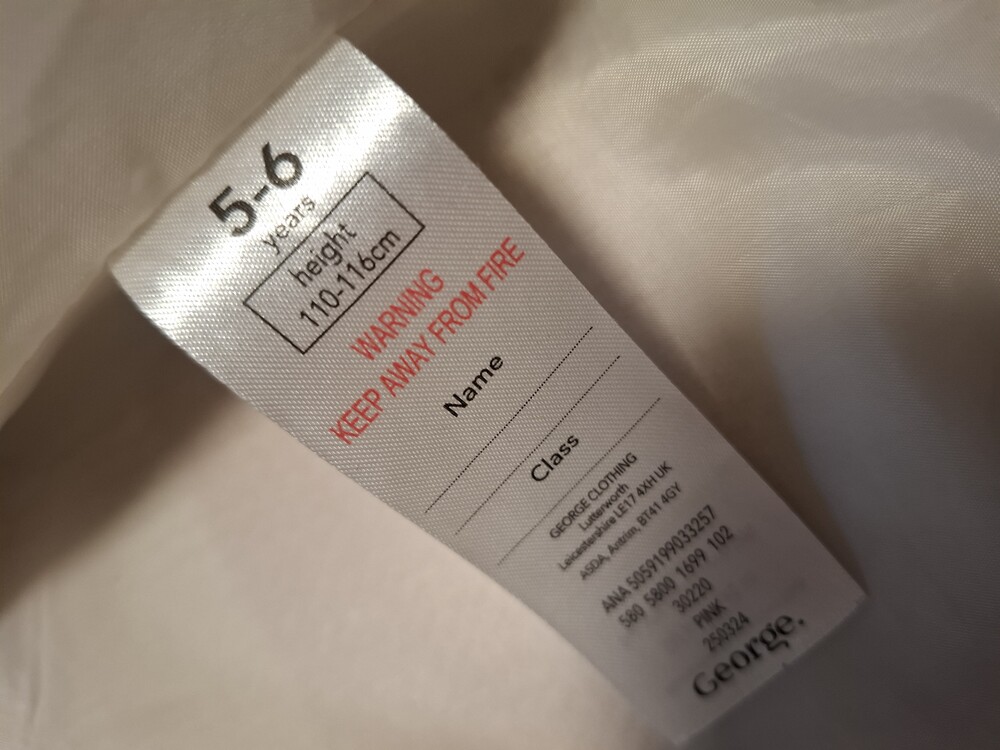 5-6
years
height
110-116cm
WARNING
KEEP AWAY FROM FIRE
Name
Class
GEORGE CLOTHING
Lutterworth
Leicestershire LE17 4XH UK
ASDA, Antrim, BT41 4GY
ANA 5059199033257
580 5800 1699 102
30220
PINK
250324
George.